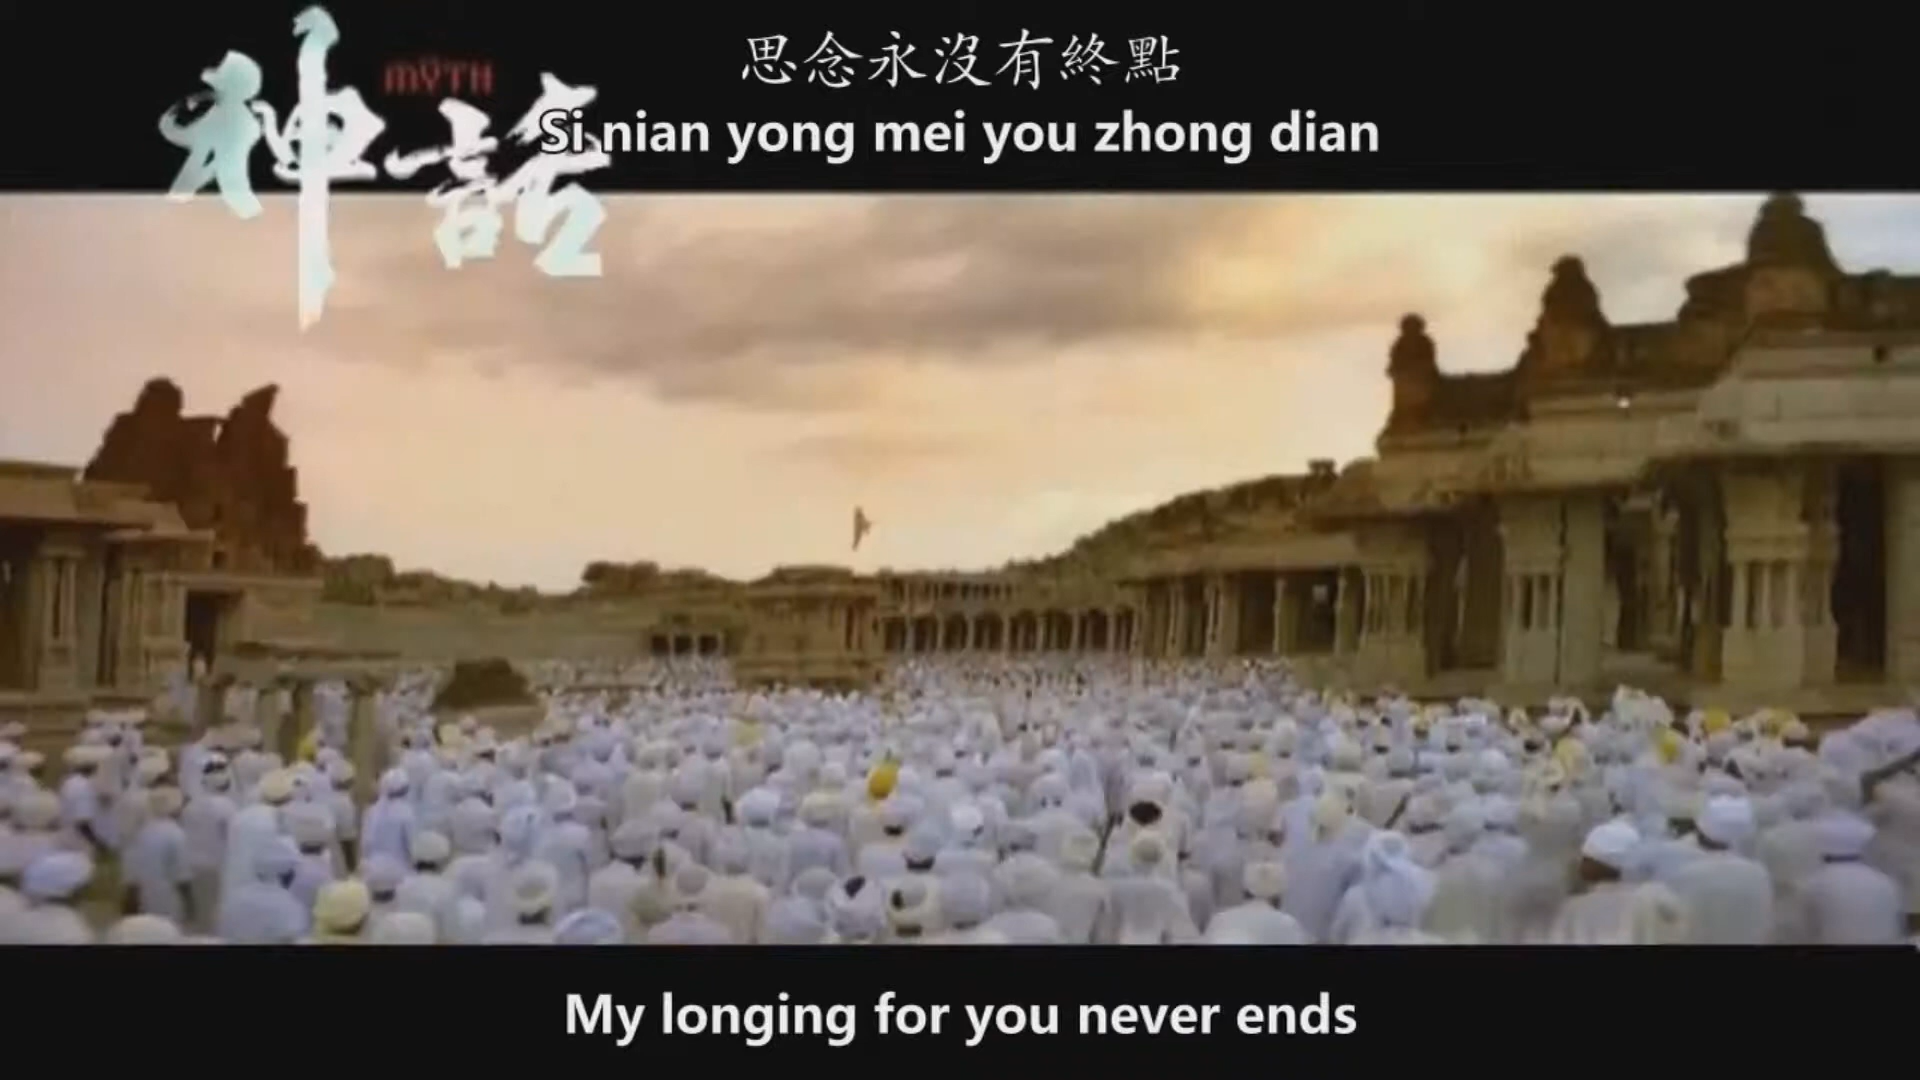 神話
MYTH
思念永沒有終點
Si nian yong mei you zhong dian
My longing for you never ends